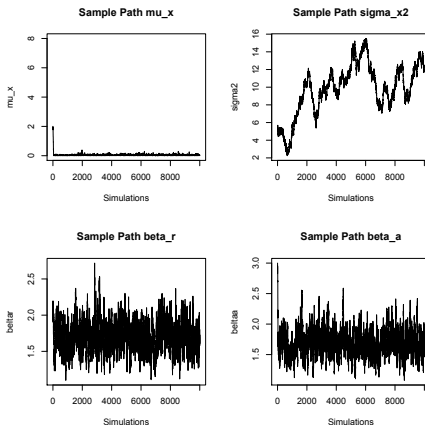 Sample Path mu_x
mu_x
8
6
4
2
0
0 2000 4000 6000 8000
Simulations
Sample Path sigma_x2
sigma2
16
14
12
10
8
6
4
2
0 2000 4000 6000 8000
Simulations
Sample Path beta_r
beltar
2.5
2.0
1.5
0 2000 4000 6000 8000
Simulations
Sample Path beta_a
beltaa
3.0
2.5
2.0
1.5
0 2000 4000 6000 8000
Simulations